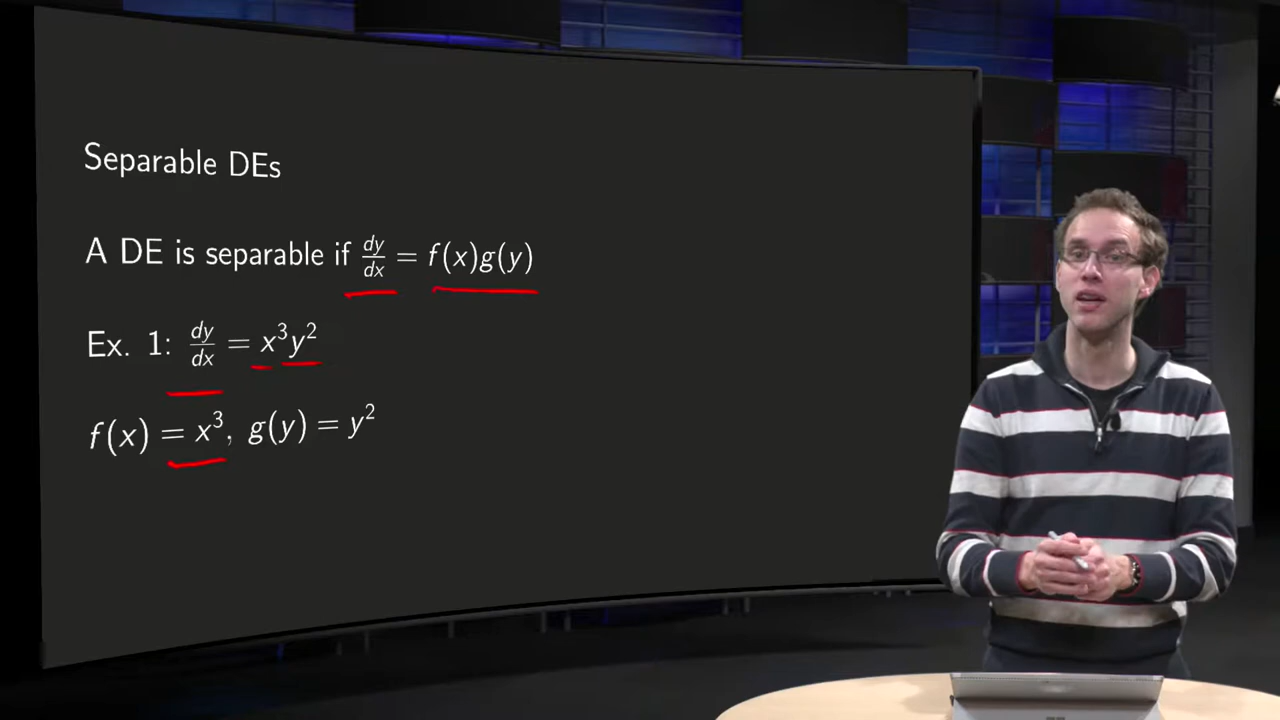 Separable DEs
A DE is separable if dy/dx = f(x)g(y)
Ex. 1: dy/dx = x³y²
f(x) = x³, g(y) = y²